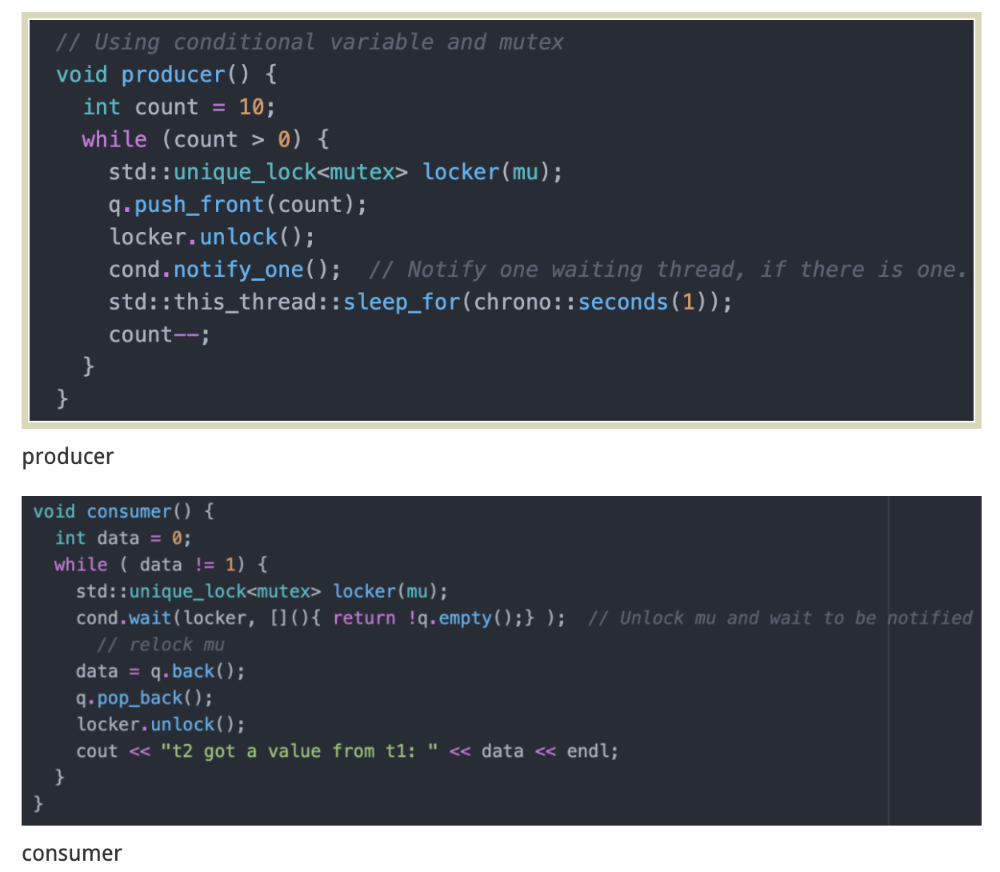 // Using conditional variable and mutex
void producer() {
int count = 10;
while (count > 0) {
std::unique_lock<mutex> locker(mu);
q.push_front(count);
locker.unlock();
cond.notify_one();  // Notify one waiting thread, if there is one.
std::this_thread::sleep_for(chrono::seconds(1));
count--;
}
}
producer
void consumer() {
int data = 0;
while ( data != 1) {
std::unique_lock<mutex> locker(mu);
cond.wait(locker, [](){ return !q.empty();} );  // Unlock mu and wait to be notified
// relock mu
data = q.back();
q.pop_back();
locker.unlock();
cout << "t2 got a value from t1: " << data << endl;
}
}
consumer